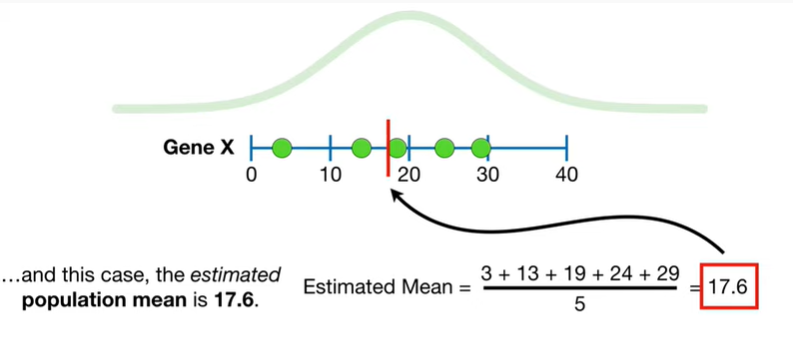 Gene X
0 10 20 30 40
...and this case, the estimated
population mean is 17.6.
Estimated Mean = 3 + 13 + 19 + 24 + 29
5
= 17.6